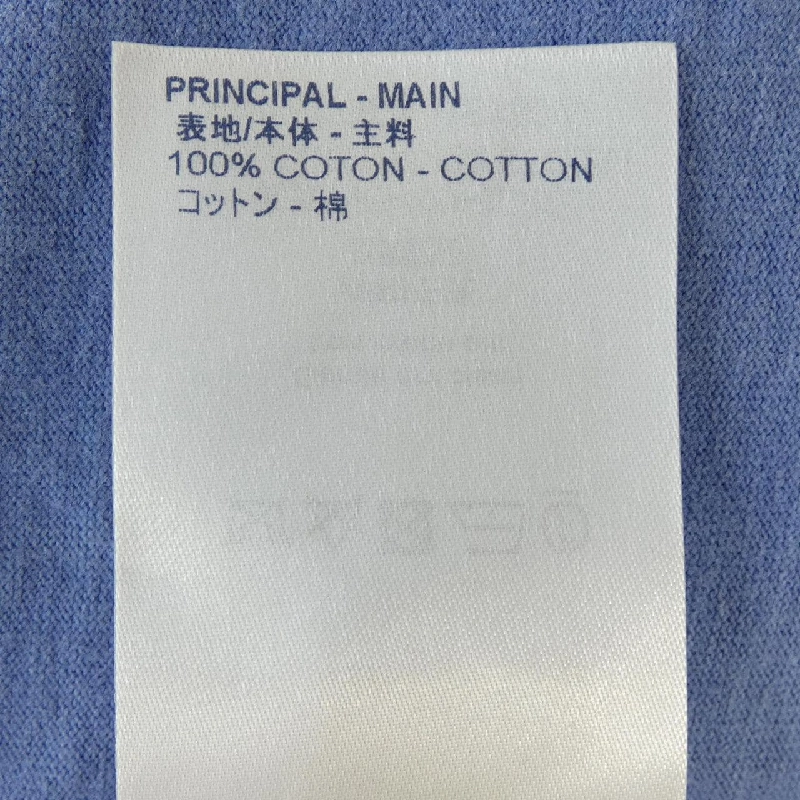 PRINCIPAL - MAIN
表地/本体 - 主料
100% COTON - COTTON
コットン - 棉